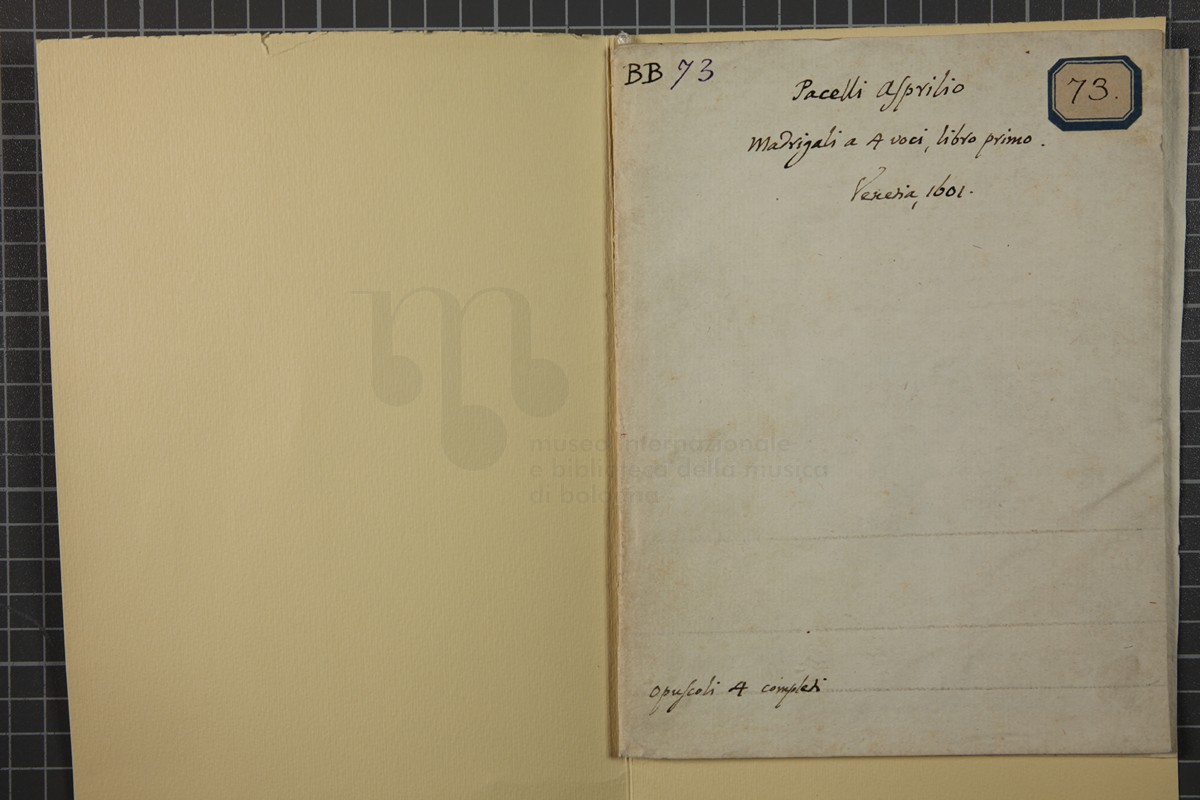 BB 73
73.
Pacelli Asprilio
Madrigali a 4 voci, libro primo.
Venezia, 1601.
museo internazionale
e biblioteca della musica
di bologna
opuscoli 4 completi